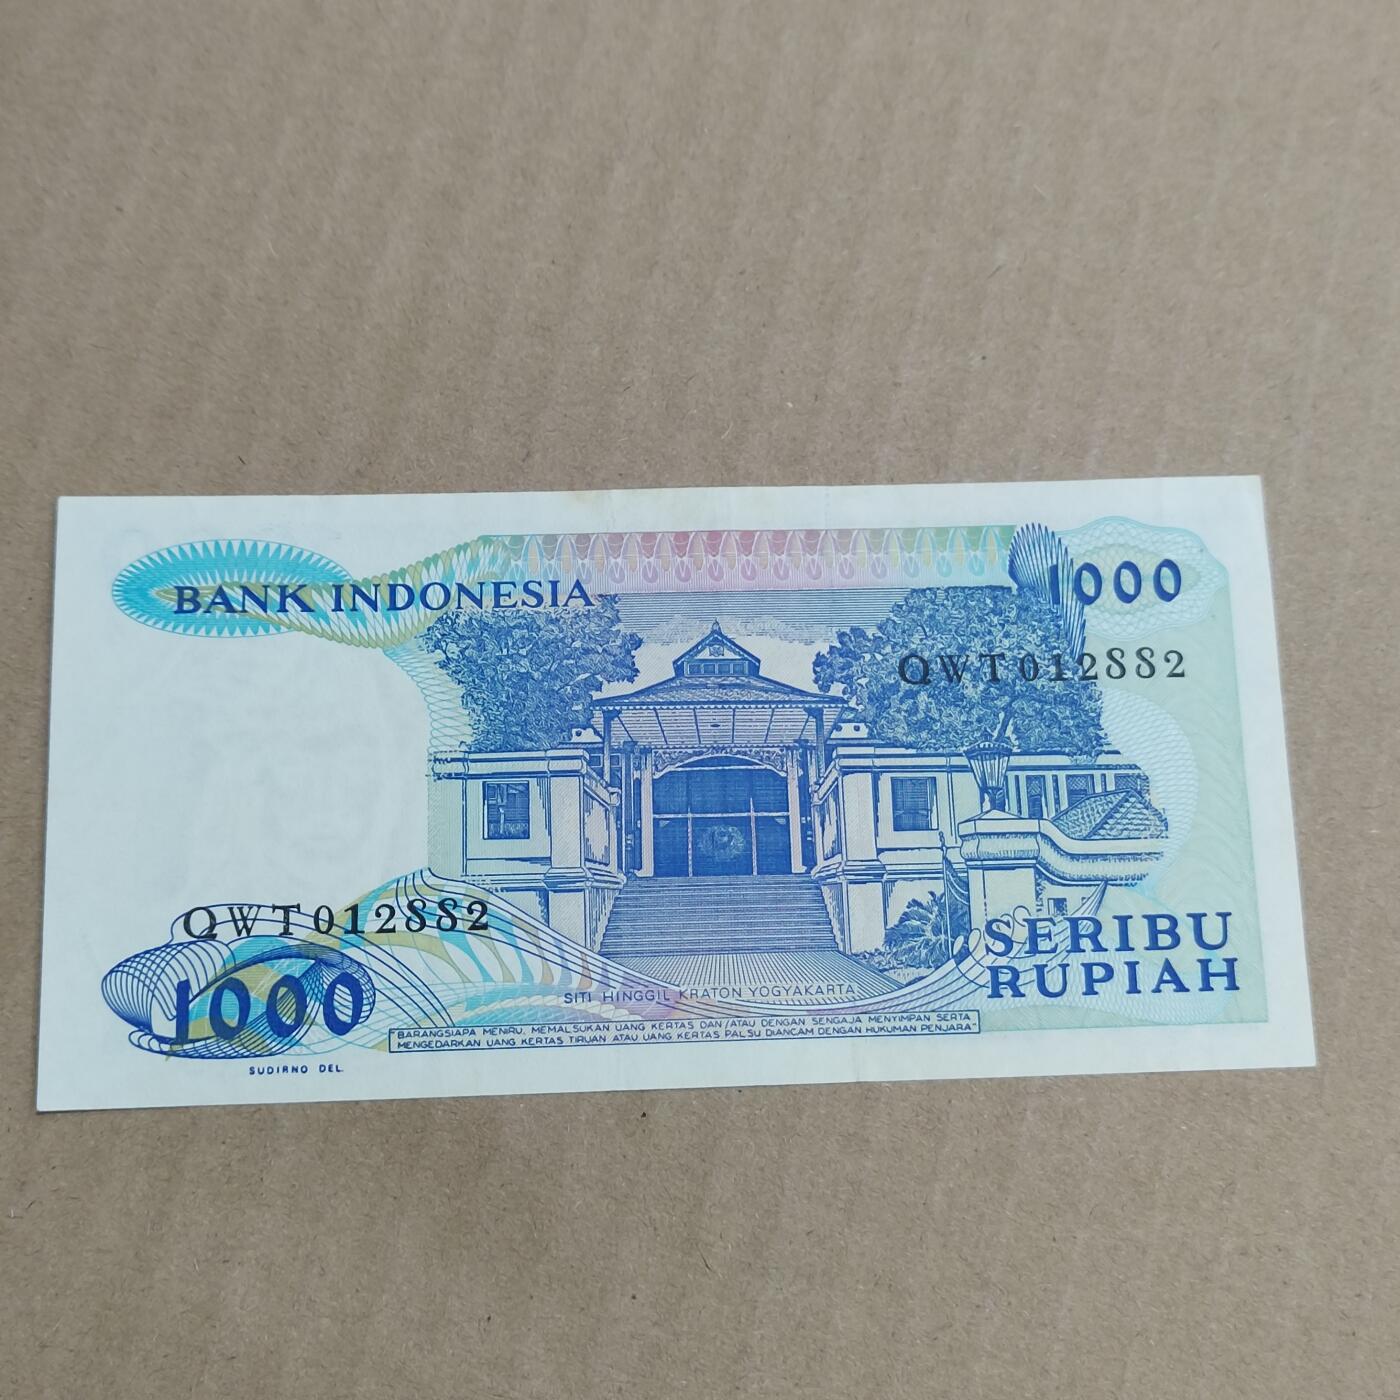 BANK INDONESIA
1000
QWT012882
QWT012882
1000
SERIBU
RUPIAH
SITI HINGGIL KRATON YOGYAKARTA
"BARANGSIAPA MENIRU, MEMALSUKAN UANG KERTAS DAN/ATAU DENGAN SENGAJA MENYIMPAN SERTA
MENGEDARKAN UANG KERTAS TIRUAN ATAU UANG KERTAS PALSU DIANCAM DENGAN HUKUMAN PENJARA"
SUDIRNO DEL.